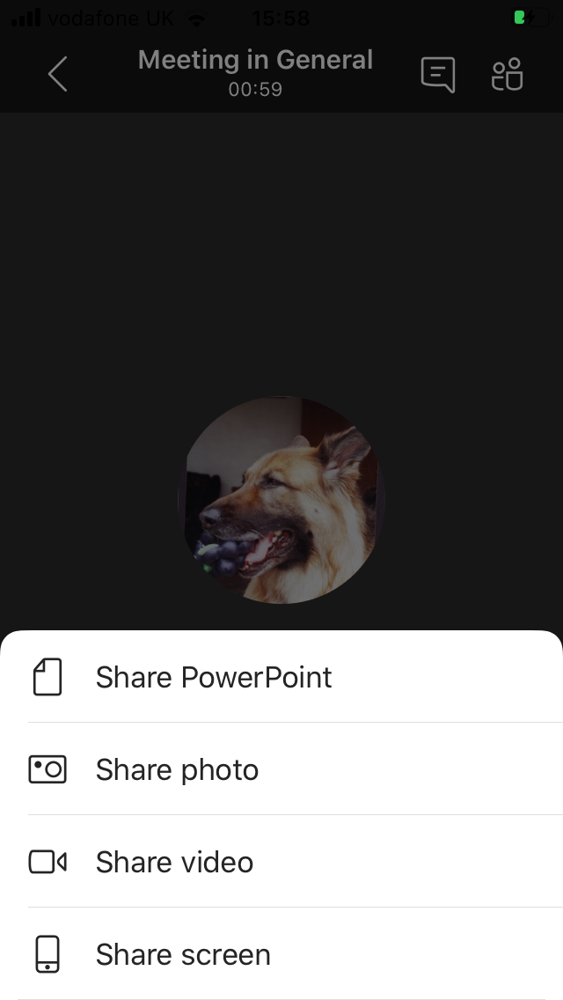 vodafone UK 15:58
Meeting in General
00:59
Share PowerPoint
Share photo
Share video
Share screen